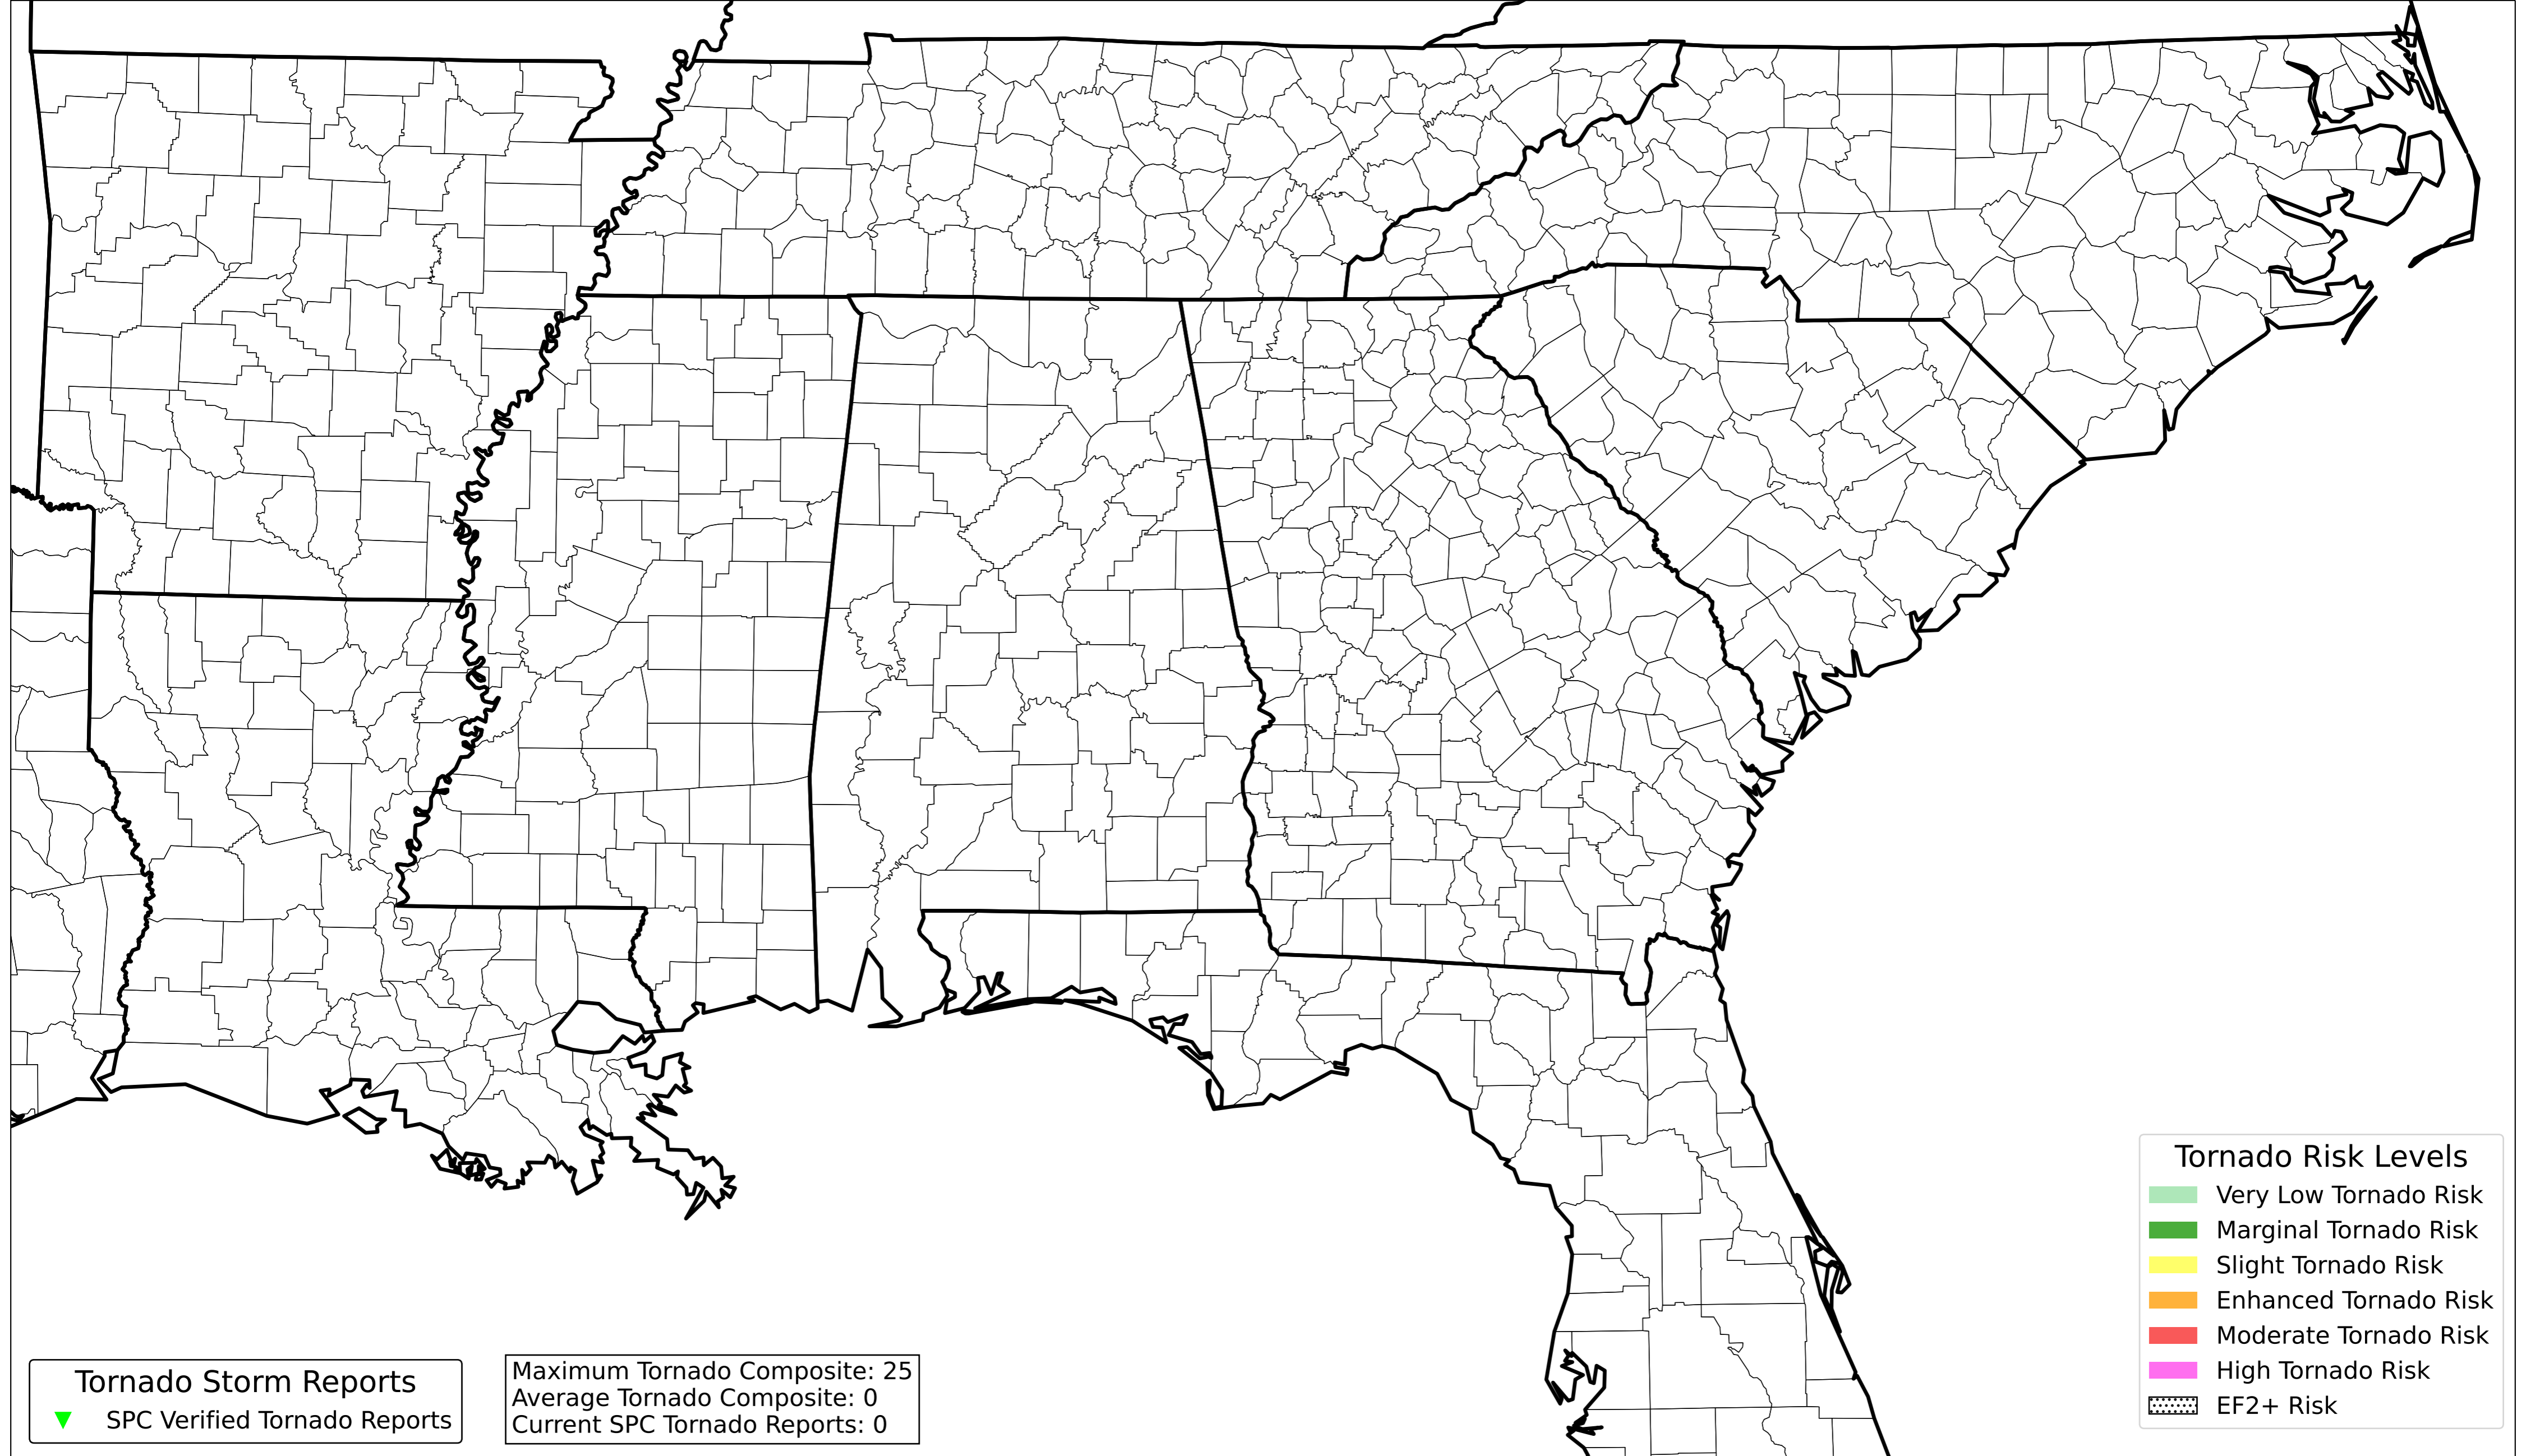 Tornado Storm Reports
SPC Verified Tornado Reports
Maximum Tornado Composite: 25
Average Tornado Composite: 0
Current SPC Tornado Reports: 0
Tornado Risk Levels
Very Low Tornado Risk
Marginal Tornado Risk
Slight Tornado Risk
Enhanced Tornado Risk
Moderate Tornado Risk
High Tornado Risk
EF2+ Risk